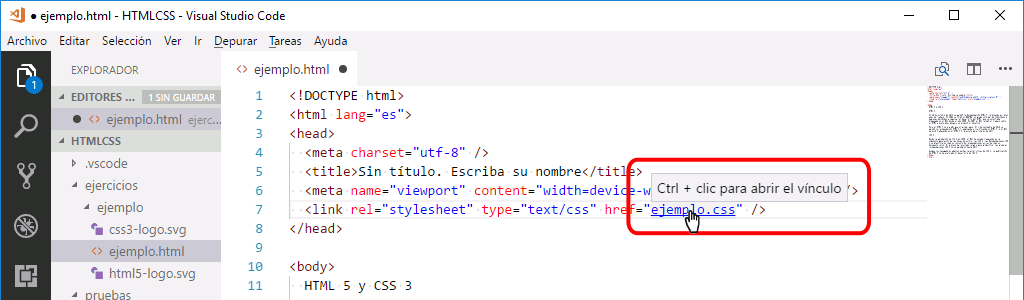 ● ejemplo.html - HTMLCSS - Visual Studio Code
Archivo Editar Selección Ver Ir Depurar Tareas Ayuda
EXPLORADOR
EDITORES ... 1 SIN GUARDAR
● ejemplo.html ejerc...
HTMLCSS
.vscode
ejercicios
ejemplo
css3-logo.svg
ejemplo.html
html5-logo.svg
pruebas
1
<> ejemplo.html ●
1 <!DOCTYPE html>
2 <html lang="es">
3 <head>
4 <meta charset="utf-8" />
5 <title>Sin título. Escriba su nombre</title>
6 <meta name="viewport" content="width=device-w />
Ctrl + clic para abrir el vínculo
7 <link rel="stylesheet" type="text/css" href="ejemplo.css" />
8 </head>
9
10 <body>
11 HTML 5 y CSS 3